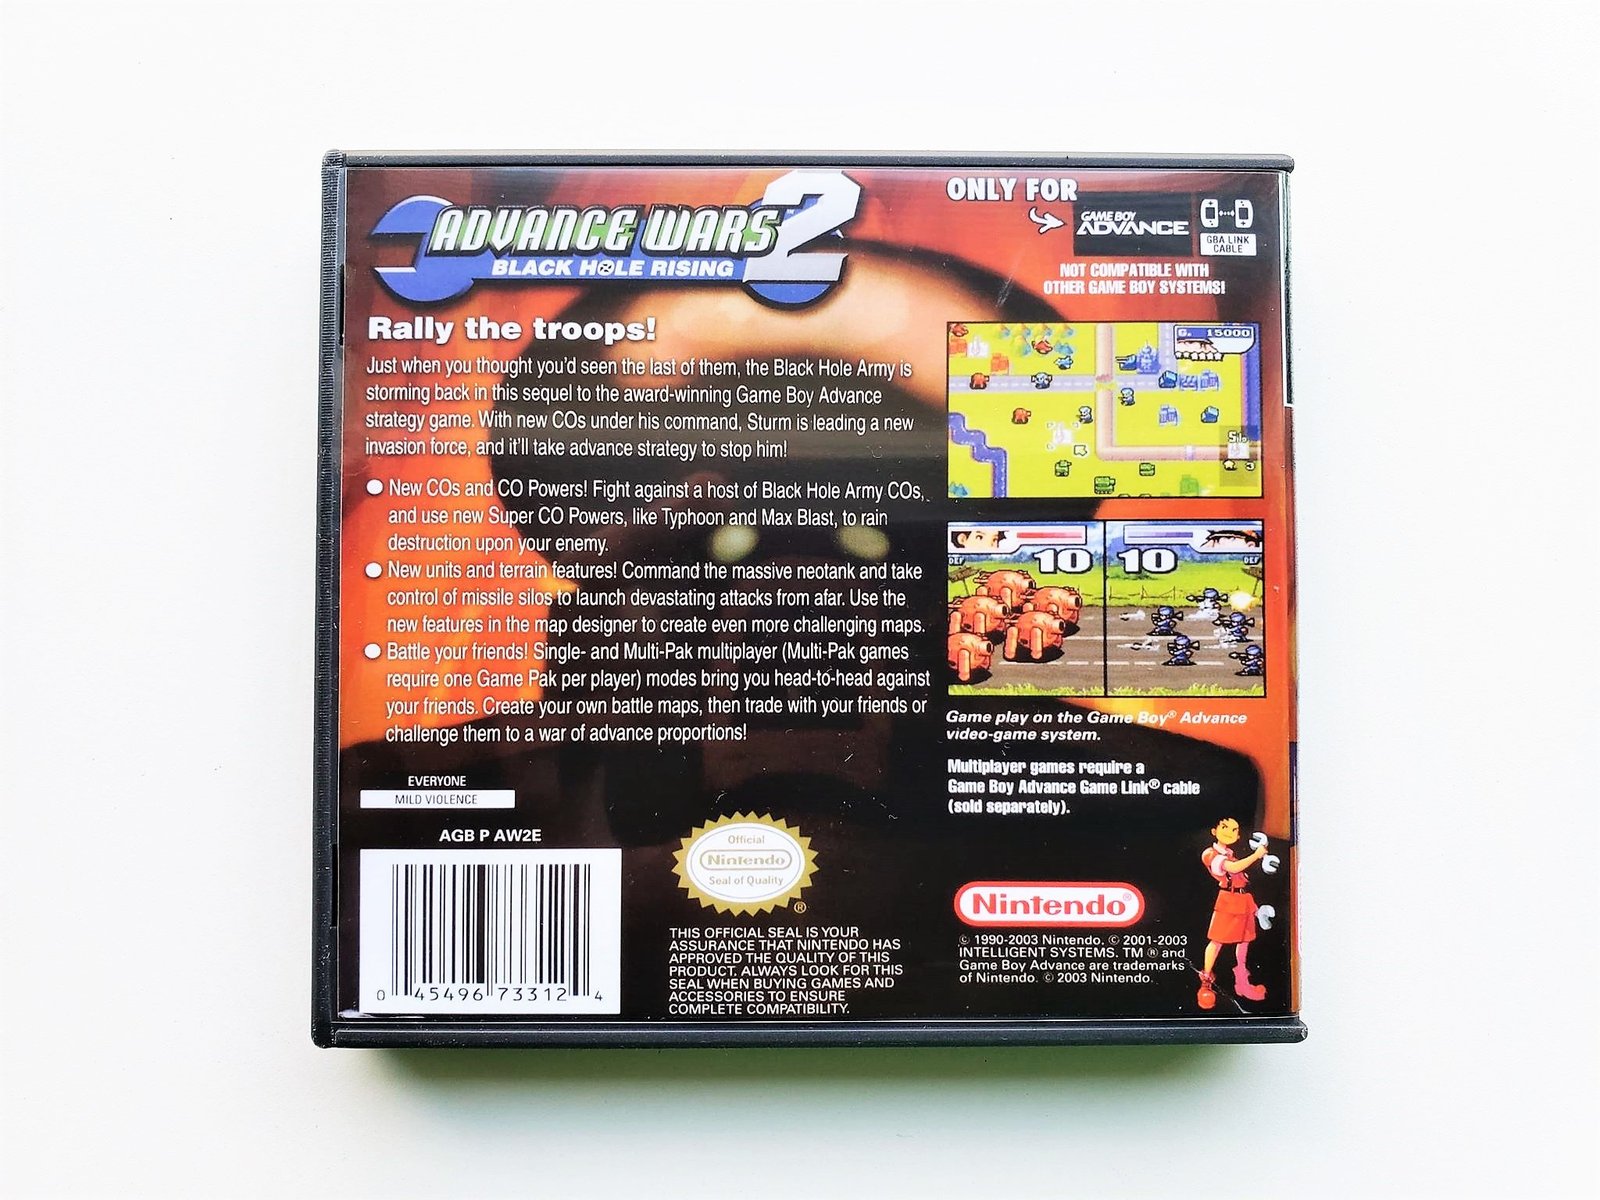 ADVANCE WARS 2
BLACK HOLE RISING
ONLY FOR
GAME BOY
ADVANCE
GBA LINK
CABLE
NOT COMPATIBLE WITH
OTHER GAME BOY SYSTEMS!
Rally the troops!
Just when you thought you'd seen the last of them, the Black Hole Army is
storming back in this sequel to the award-winning Game Boy Advance
strategy game. With new COs under his command, Sturm is leading a new
invasion force, and it'll take advance strategy to stop him!
New COs and CO Powers! Fight against a host of Black Hole Army COs,
and use new Super CO Powers, like Typhoon and Max Blast, to rain
destruction upon your enemy.
New units and terrain features! Command the massive neotank and take
control of missile silos to launch devastating attacks from afar. Use the
new features in the map designer to create even more challenging maps.
Battle your friends! Single- and Multi-Pak multiplayer (Multi-Pak games
require one Game Pak per player) modes bring you head-to-head against
your friends. Create your own battle maps, then trade with your friends or
challenge them to a war of advance proportions!
G. 15000
10 10
Game play on the Game Boy® Advance
video-game system.
Multiplayer games require a
Game Boy Advance Game Link® cable
(sold separately).
EVERYONE
MILD VIOLENCE
AGB P AW2E
0 45496 73312 4
Official
Nintendo
Seal of Quality
®
THIS OFFICIAL SEAL IS YOUR
ASSURANCE THAT NINTENDO HAS
APPROVED THE QUALITY OF THIS
PRODUCT. ALWAYS LOOK FOR THIS
SEAL WHEN BUYING GAMES AND
ACCESSORIES TO ENSURE
COMPLETE COMPATIBILITY.
Nintendo®
© 1990-2003 Nintendo. © 2001-2003
INTELLIGENT SYSTEMS. TM ® and
Game Boy Advance are trademarks
of Nintendo. © 2003 Nintendo.